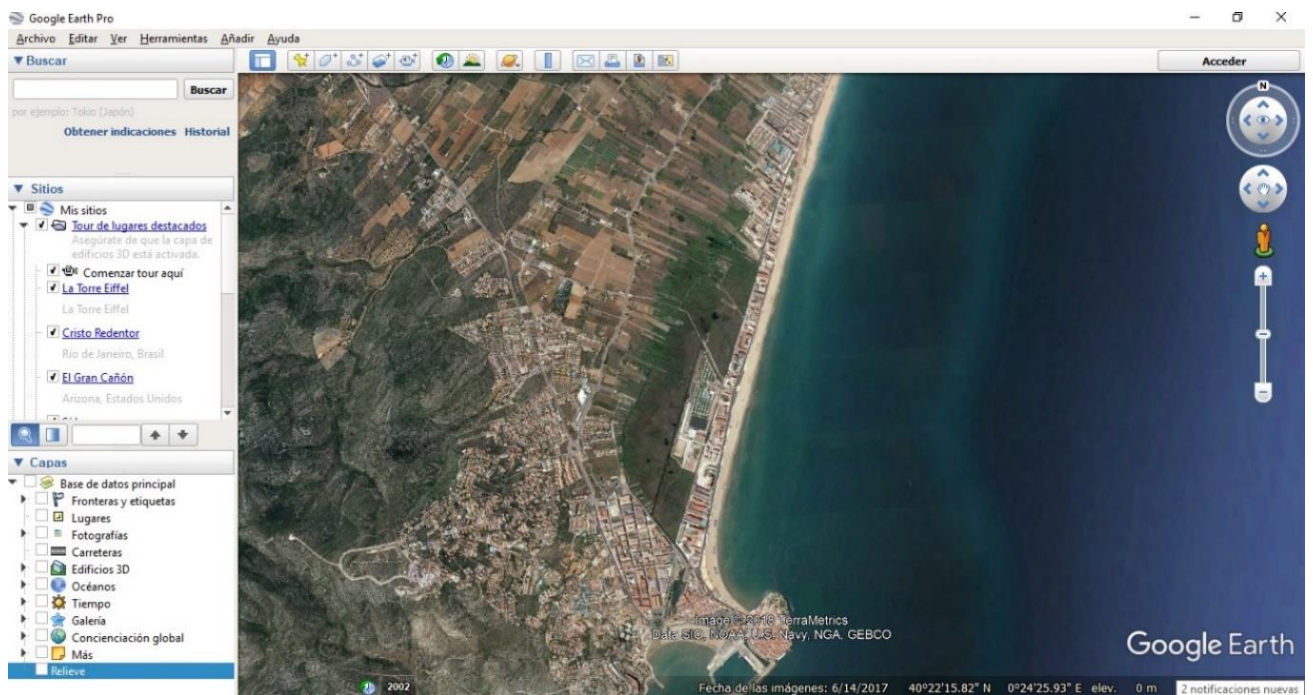 Google Earth Pro
Archivo Editar Ver Herramientas Añadir Ayuda
▼ Buscar
Buscar
por ejemplo: Tokio (Japón)
Obtener indicaciones Historial
▼ Sitios
Mis sitios
Tour de lugares destacados
Asegúrate de que la capa de
edificios 3D está activada.
Comenzar tour aquí
La Torre Eiffel
La Torre Eiffel
Cristo Redentor
Río de Janeiro, Brasil
El Gran Cañón
Arizona, Estados Unidos
▼ Capas
Base de datos principal
Fronteras y etiquetas
Lugares
Fotografías
Carreteras
Edificios 3D
Océanos
Tiempo
Galería
Concienciación global
Más
Relieve
Acceder
N
Image © 2018 TerraMetrics
Data SIO, NOAA, U.S. Navy, NGA, GEBCO
Google Earth
2002
Fecha de las imágenes: 6/14/2017 40°22'15.82" N 0°24'25.93" E elev. 0 m
2 notificaciones nuevas